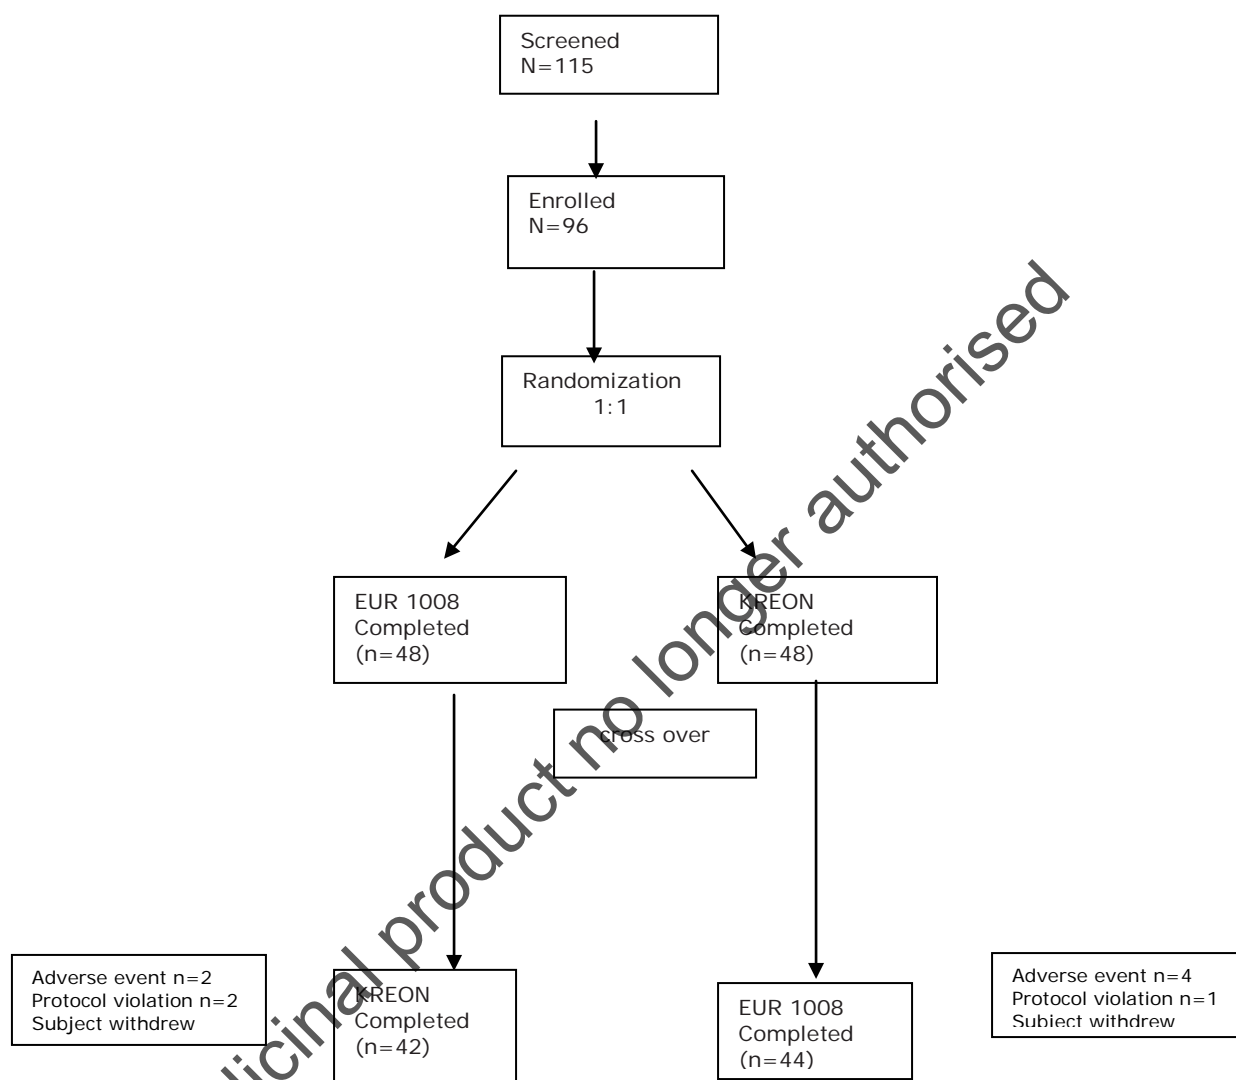 Screened
N=115
Enrolled
N=96
Randomization
1:1
EUR 1008
Completed
(n=48)
KREON
Completed
(n=48)
cross over
Adverse event n=2
Protocol violation n=2
Subject withdrew
KREON
Completed
(n=42)
EUR 1008
Completed
(n=44)
Adverse event n=4
Protocol violation n=1
Subject withdrew
dicinal product no longer authorised